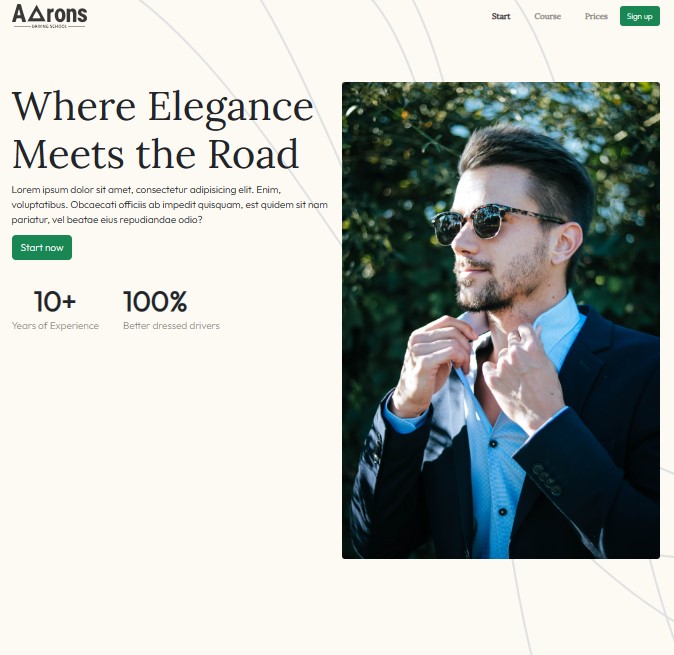 AArons
DRIVING SCHOOL
Start Course Prices Sign up
Where Elegance
Meets the Road
Lorem ipsum dolor sit amet, consectetur adipisicing elit. Enim,
voluptatibus. Obcaecati officiis ab impedit quisquam, est quidem sit nam
pariatur, vel beatae eius repudiandae odio?
Start now
10+ 100%
Years of Experience Better dressed drivers